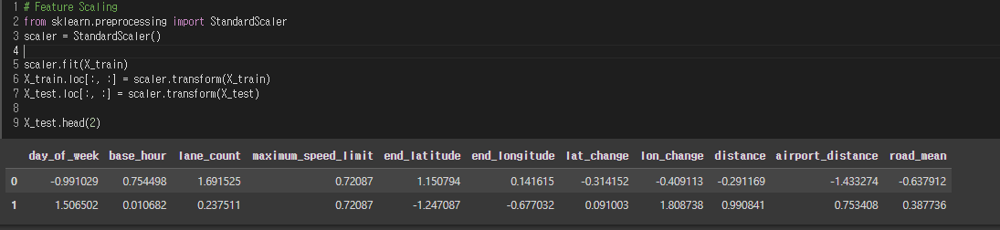 1 # Feature Scaling
2 from sklearn.preprocessing import StandardScaler
3 scaler = StandardScaler()
4
5 scaler.fit(X_train)
6 X_train.loc[:, :] = scaler.transform(X_train)
7 X_test.loc[:, :] = scaler.transform(X_test)
8
9 X_test.head(2)
day_of_week base_hour lane_count maximum_speed_limit end_latitude end_longitude lat_change lon_change distance airport_distance road_mean
0 -0.991029 0.754498 1.691525 0.72087 1.150794 0.141615 -0.314152 -0.409113 -0.291169 -1.433274 -0.637912
1 1.506502 0.010682 0.237511 0.72087 -1.247087 -0.677032 0.091003 1.808738 0.990841 0.753408 0.387736